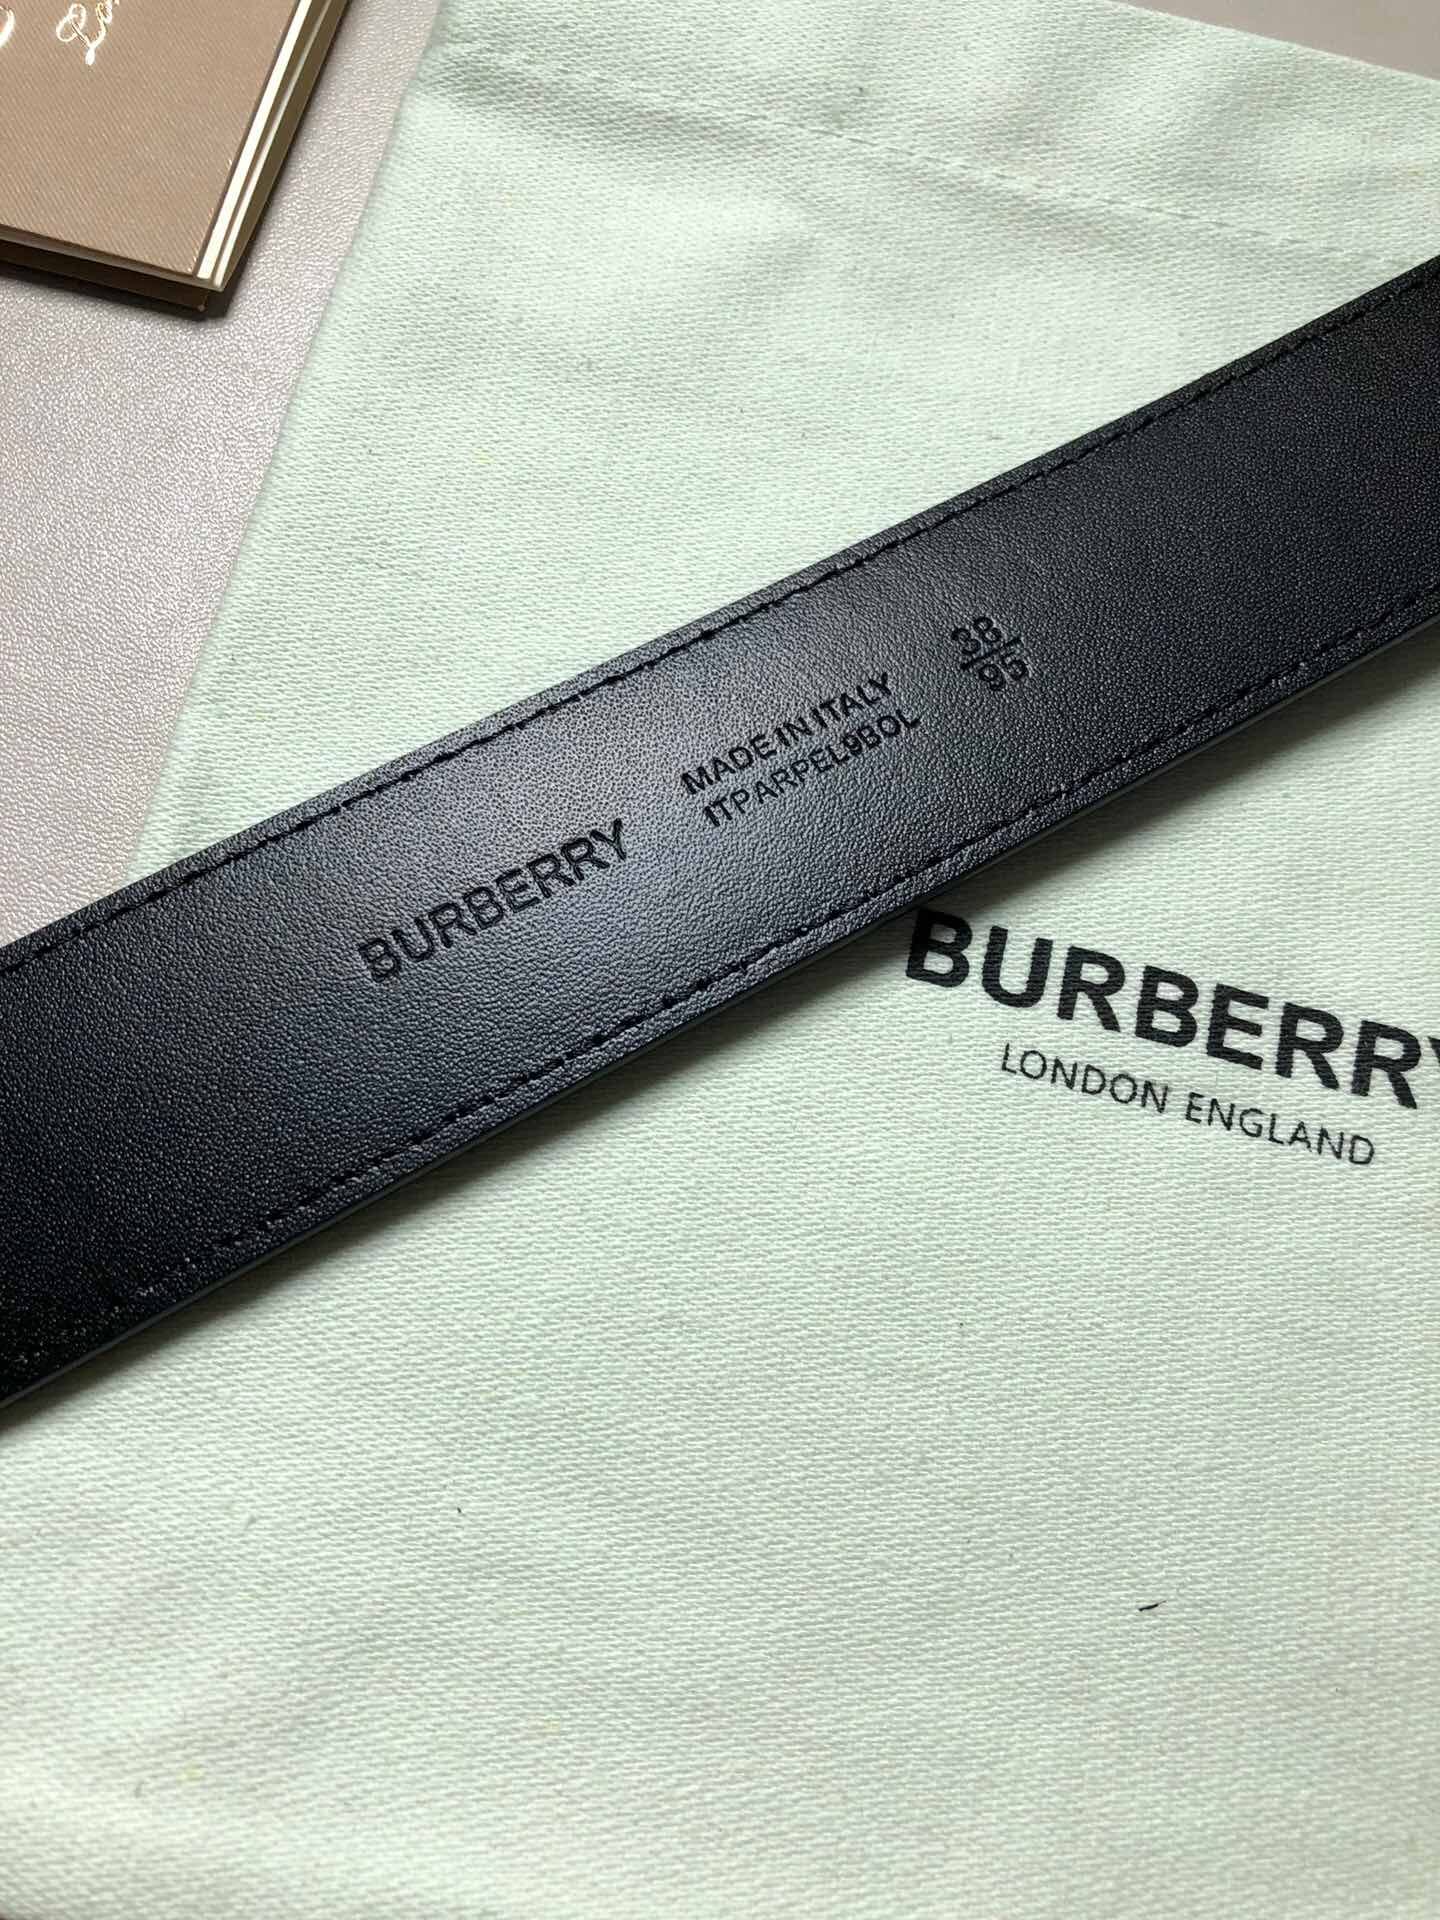 BURBERRY
MADE IN ITALY
ITPARPEL9BOL
38
95
BURBERRY
LONDON ENGLAND